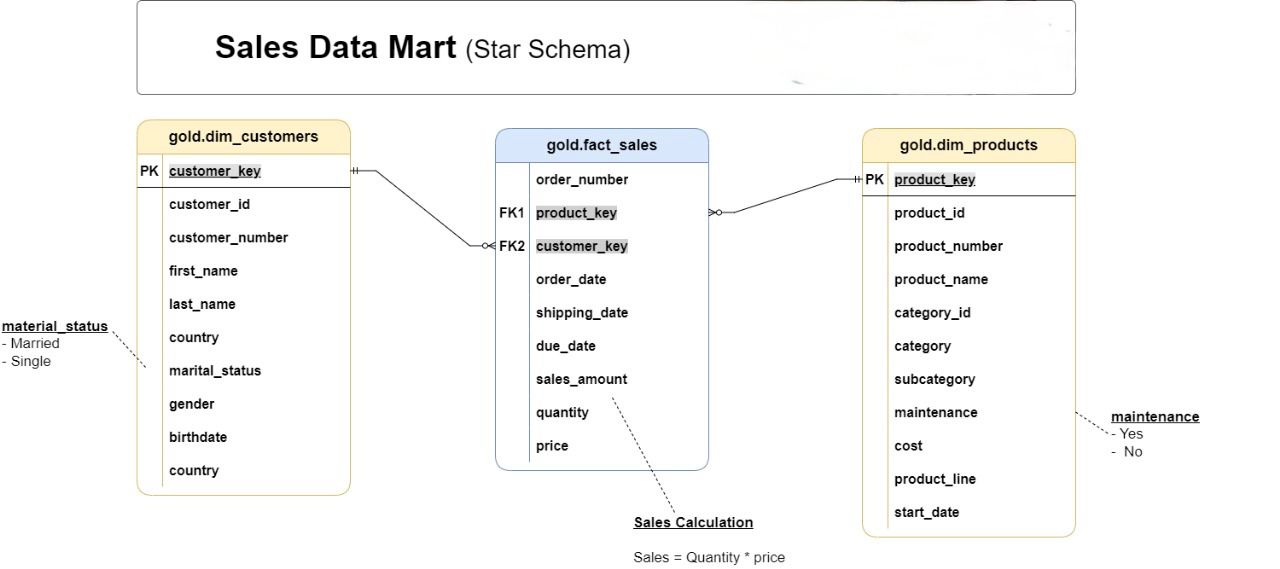 Sales Data Mart (Star Schema)
gold.dim_customers
PK customer_key
customer_id
customer_number
first_name
last_name
country
marital_status
gender
birthdate
country
material_status
- Married
- Single
gold.fact_sales
order_number
FK1 product_key
FK2 customer_key
order_date
shipping_date
due_date
sales_amount
quantity
price
Sales Calculation
Sales = Quantity * price
gold.dim_products
PK product_key
product_id
product_number
product_name
category_id
category
subcategory
maintenance
cost
product_line
start_date
maintenance
- Yes
- No